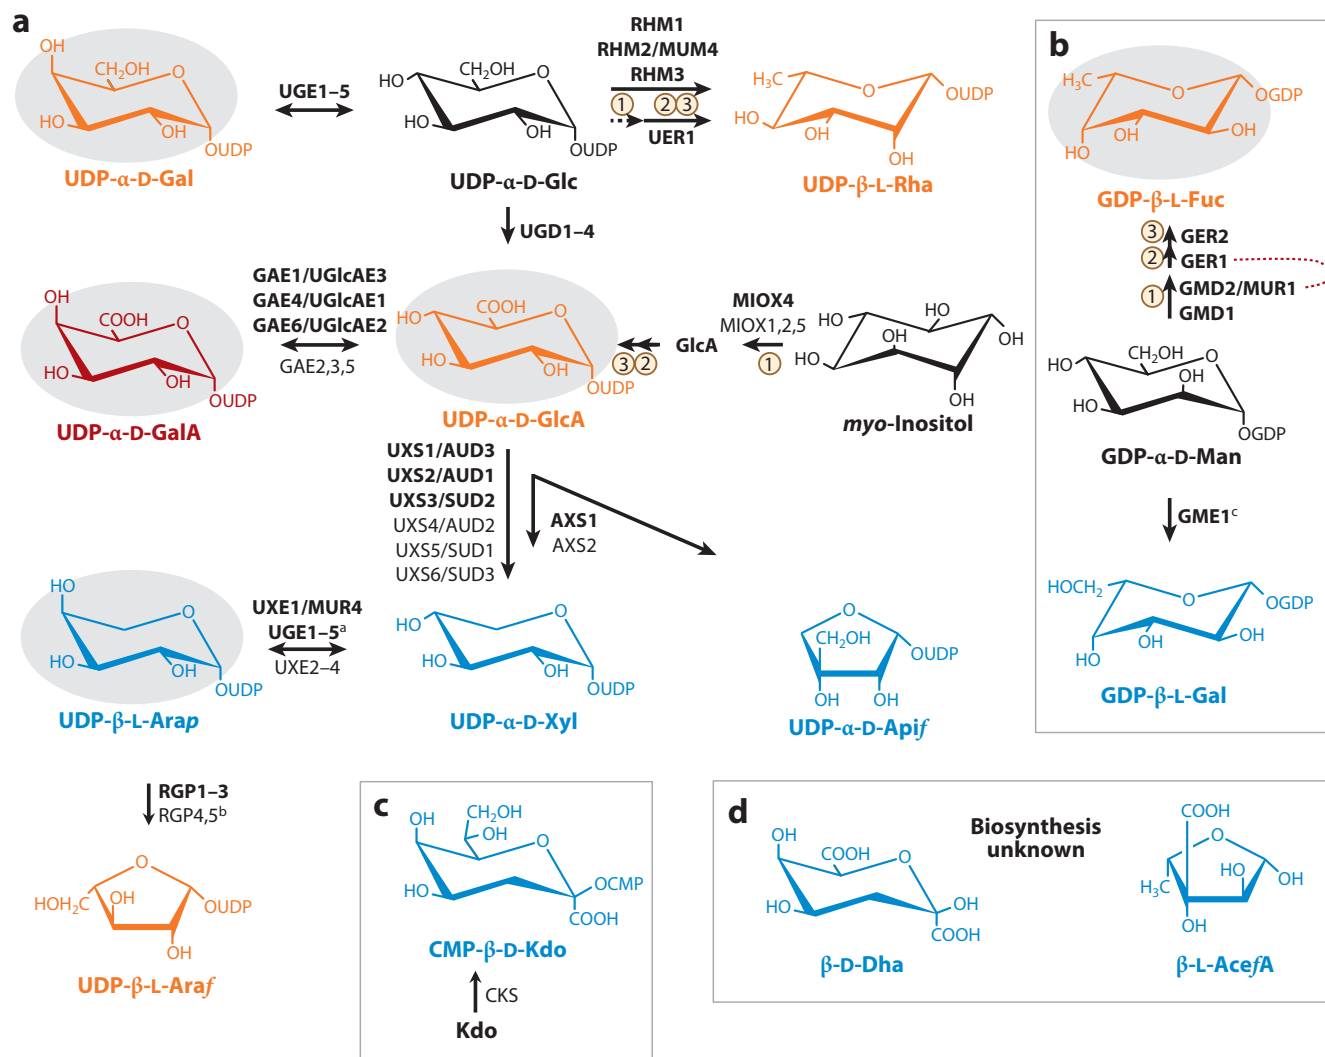 a
OH
CH₂OH
O
HO
OH
OUDP
UDP-α-D-Gal
UGE1–5
HO
CH₂OH
O
HO
OH
OUDP
UDP-α-D-Glc
RHM1
RHM2/MUM4
RHM3
1 2 3
UER1
H₃C
O
OUDP
HO
OH
OH
UDP-β-L-Rha
UGD1–4
OH
COOH
O
HO
OH
OUDP
UDP-α-D-GalA
GAE1/UGlcAE3
GAE4/UGlcAE1
GAE6/UGlcAE2
GAE2,3,5
HO
COOH
O
HO
OH
OUDP
UDP-α-D-GlcA
3 2
GlcA
MIOX4
MIOX1,2,5
1
HO
HO
OH
OH
HO
OH
myo-Inositol
UXS1/AUD3
UXS2/AUD1
UXS3/SUD2
UXS4/AUD2
UXS5/SUD1
UXS6/SUD3
AXS1
AXS2
HO
O
HO
OH
OUDP
UDP-β-L-Arap
UXE1/MUR4
UGE1–5ᵃ
UXE2–4
HO
O
HO
OH
OUDP
UDP-α-D-Xyl
O
CH₂OH
OUDP
OH
OH
UDP-α-D-Apif
RGP1–3
RGP4,5ᵇ
O
HOH₂C
OH
OUDP
OH
UDP-β-L-Araf
b
H₃C
O
OGDP
OH
OH
HO
GDP-β-L-Fuc
3
GER2
2
GER1
1
GMD2/MUR1
GMD1
CH₂OH
O
HO
OH
HO
OGDP
GDP-α-D-Man
GME1ᶜ
HOCH₂
O
OGDP
OH
OH
HO
GDP-β-L-Gal
c
OH
CH₂OH
OH
O
HO
OCMP
COOH
CMP-β-D-Kdo
CKS
Kdo
d
Biosynthesis
unknown
OH
COOH
O
HO
OH
COOH
β-D-Dha
COOH
O
HO
OH
H₃C
OH
β-L-AcefA